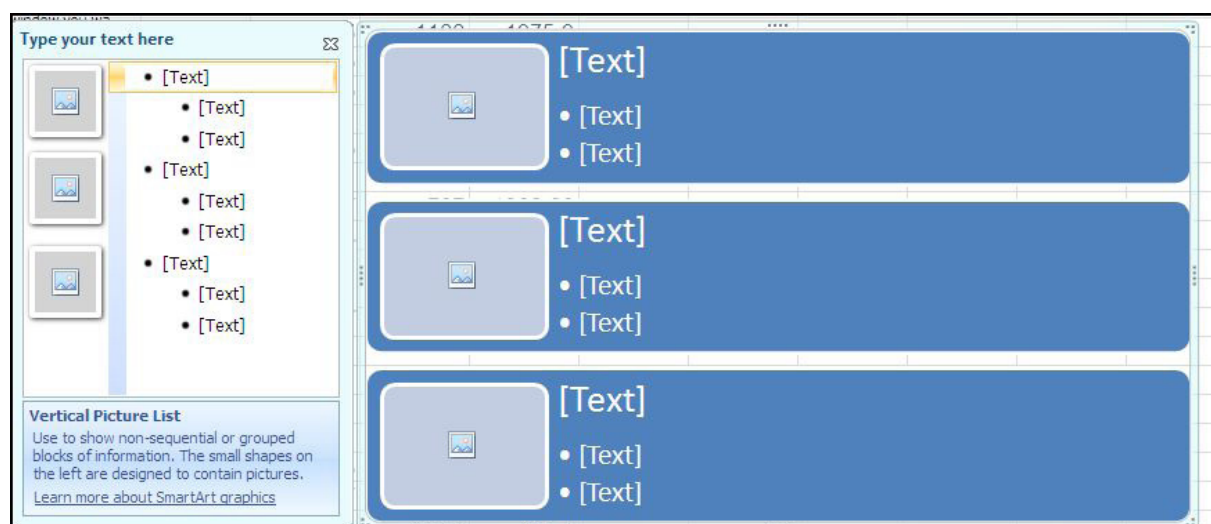 Type your text here
• [Text]
• [Text]
• [Text]
• [Text]
• [Text]
• [Text]
• [Text]
• [Text]
• [Text]
Vertical Picture List
Use to show non-sequential or grouped
blocks of information. The small shapes on
the left are designed to contain pictures.
Learn more about SmartArt graphics
[Text]
• [Text]
• [Text]
[Text]
• [Text]
• [Text]
[Text]
• [Text]
• [Text]